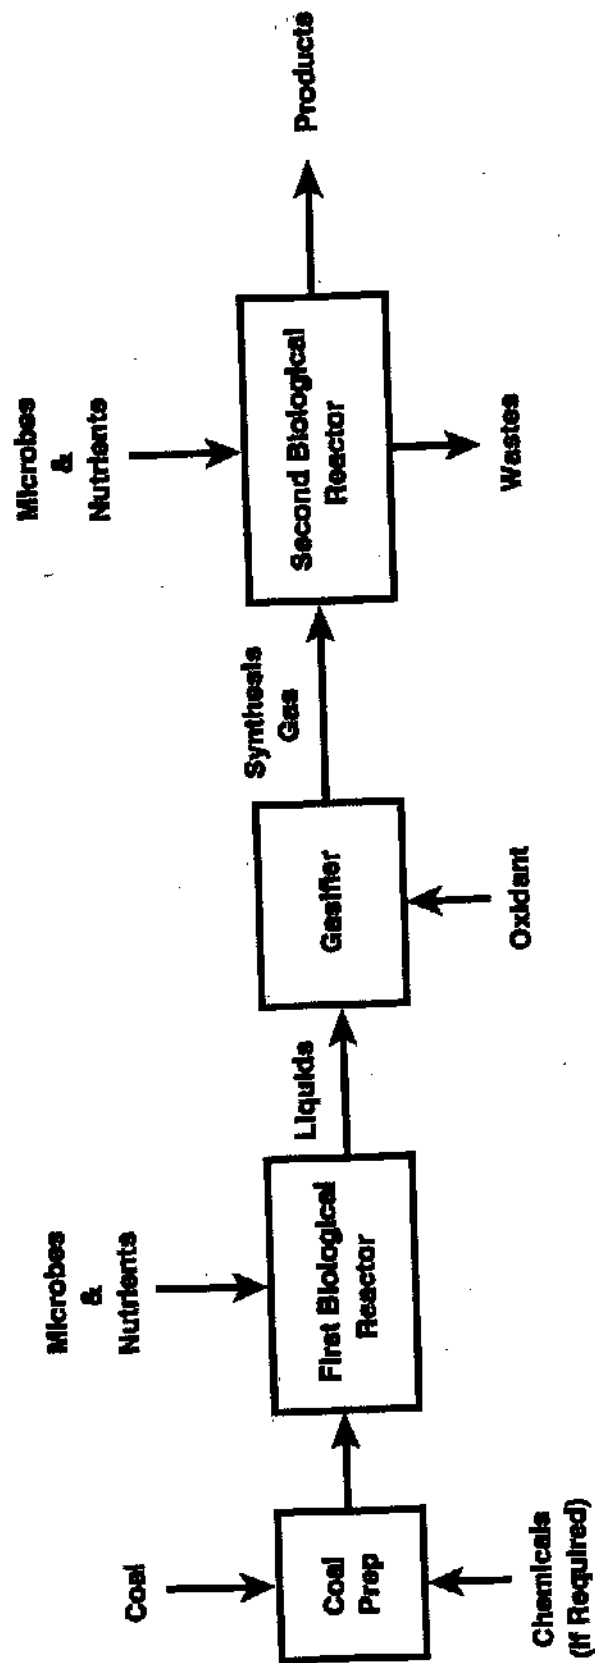 Coal
Coal
Prep
Chemicals
(If Required)
Microbes
&
Nutrients
First Biological
Reactor
Liquids
Gasifier
Oxidant
Synthesis
Gas
Microbes
&
Nutrients
Second Biological
Reactor
Wastes
Products